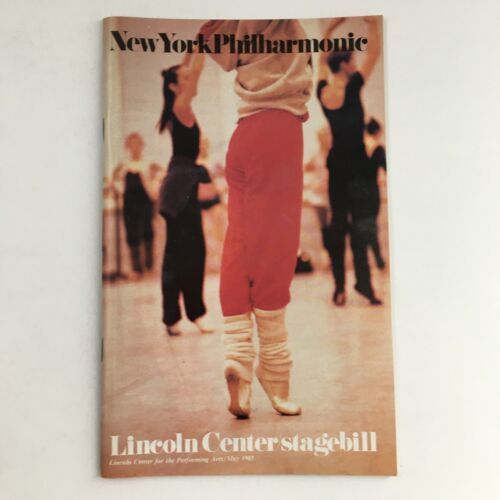 New York Philharmonic
Lincoln Center stagebill
Lincoln Center for the Performing Arts/May 1985